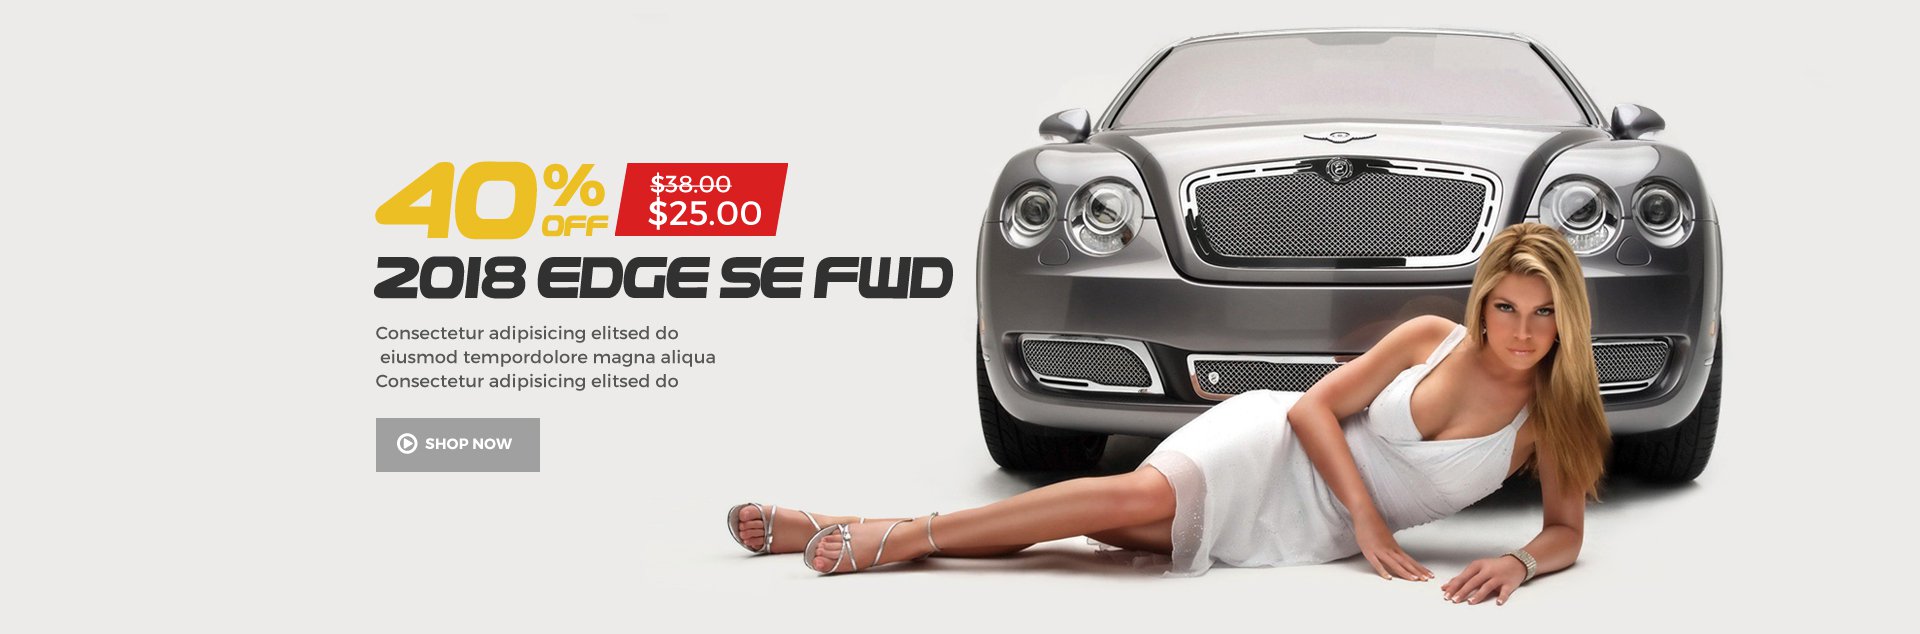 40% OFF
$38.00
$25.00
2018 EDGE SE FWD
Consectetur adipisicing elitsed do
eiusmod tempordolore magna aliqua
Consectetur adipisicing elitsed do
SHOP NOW